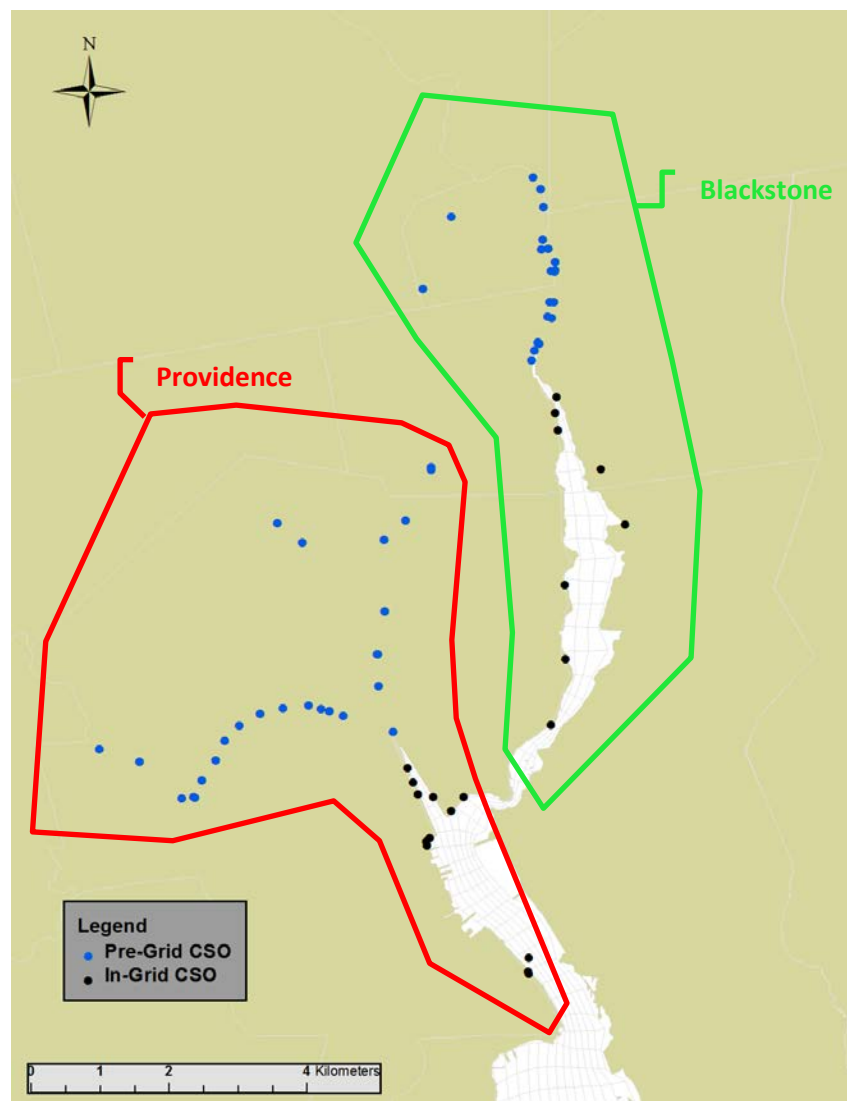 N
Blackstone
Providence
Legend
Pre-Grid CSO
In-Grid CSO
0 1 2 4 Kilometers